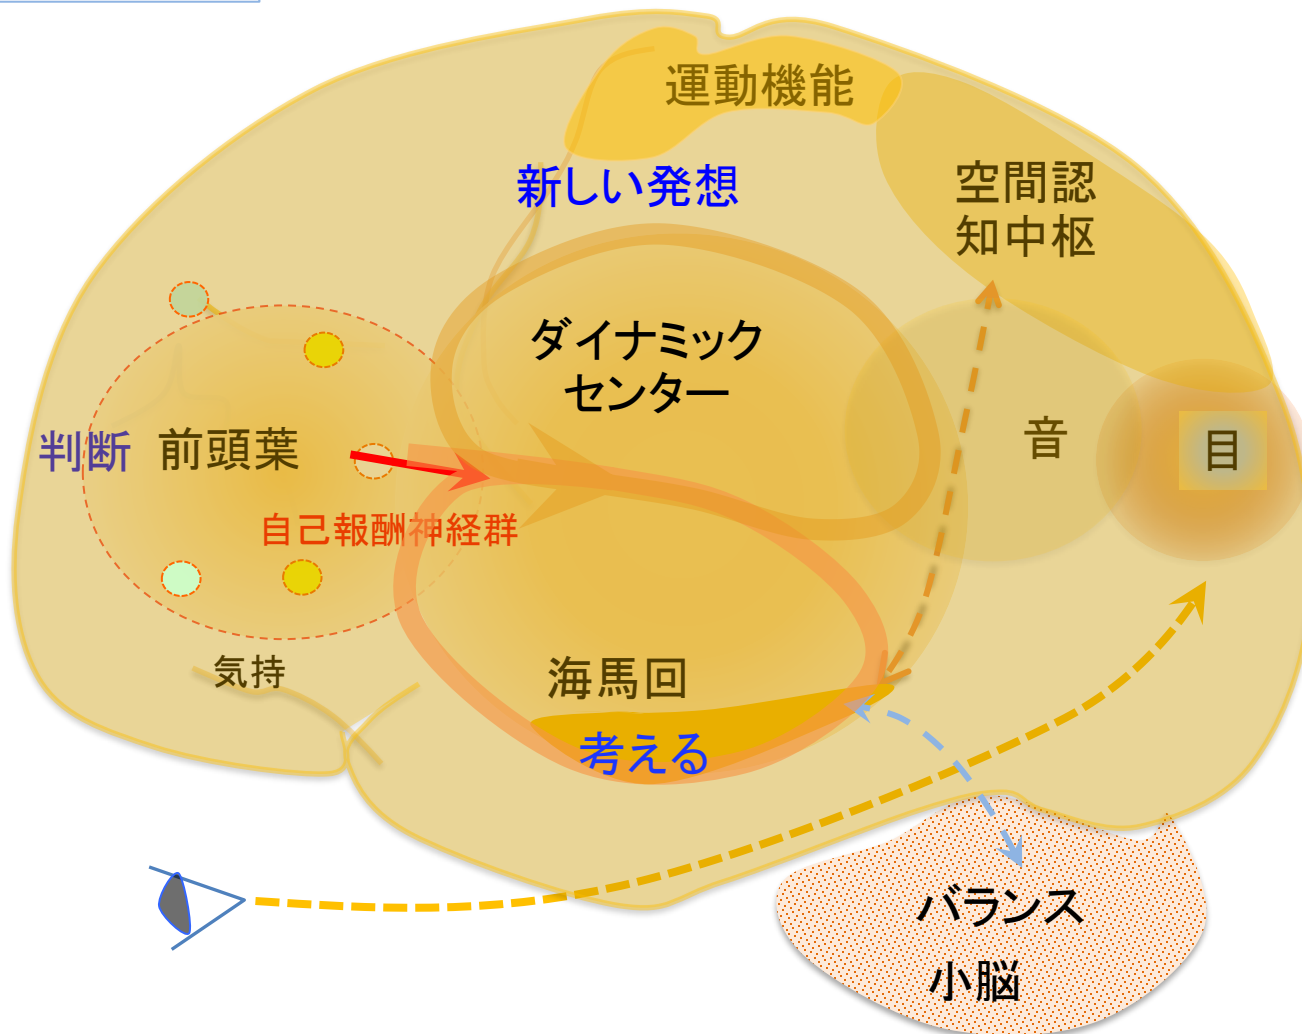 運動機能
新しい発想
空間認
知中枢
ダイナミック
センター
判断
前頭葉
音
目
自己報酬神経群
気持
海馬回
考える
バランス
小脳